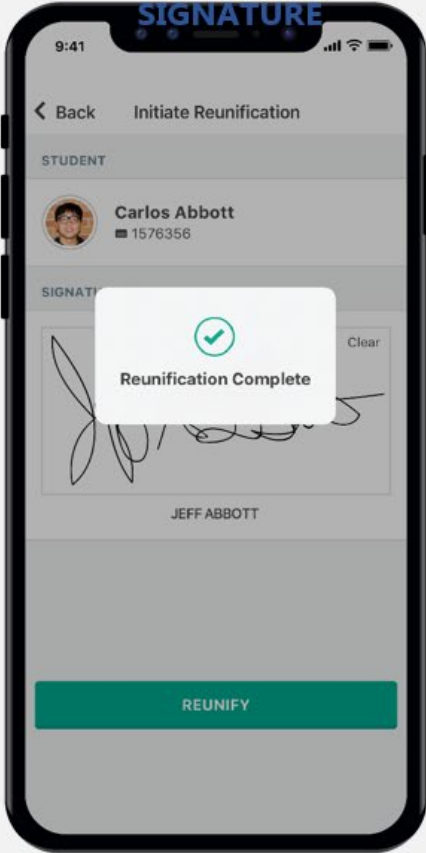 SIGNATURE
9:41
Back Initiate Reunification
STUDENT
Carlos Abbott
1576356
SIGNATU
Clear
Reunification Complete
JEFF ABBOTT
REUNIFY